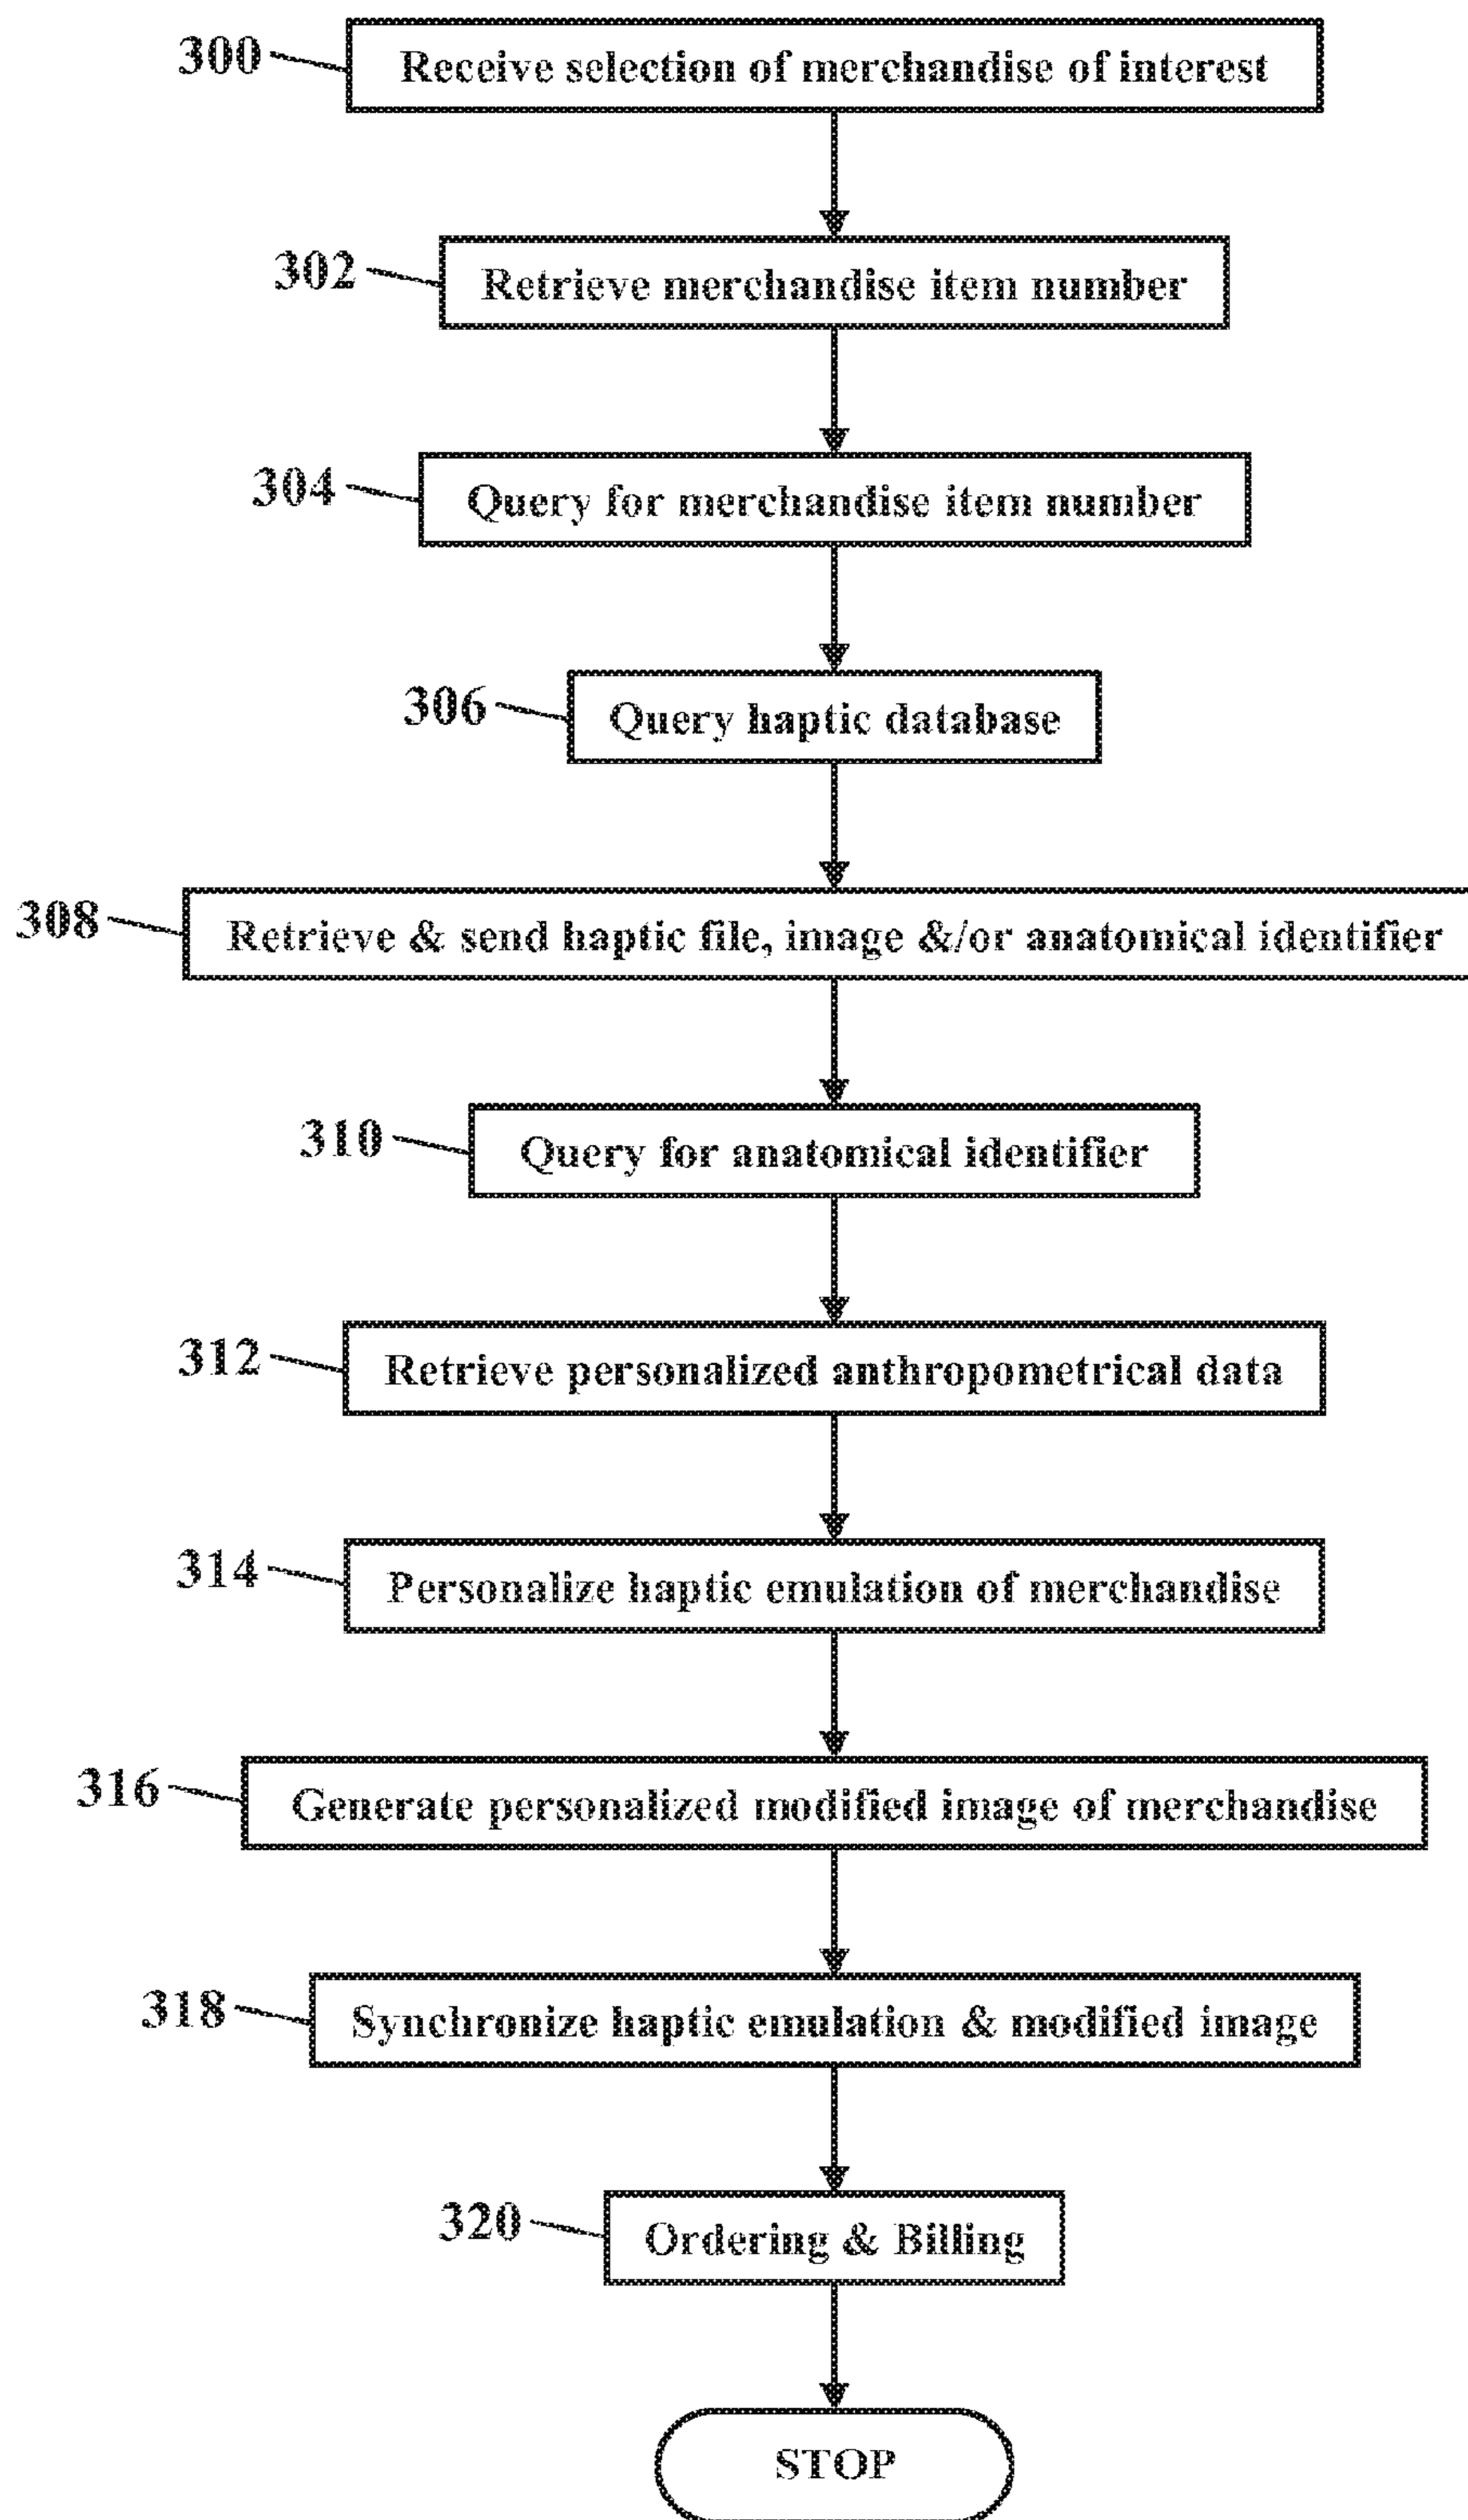 300 Receive selection of merchandise of interest
302 Retrieve merchandise item number
304 Query for merchandise item number
306 Query haptic database
308 Retrieve & send haptic file, image &/or anatomical identifier
310 Query for anatomical identifier
312 Retrieve personalized anthropometrical data
314 Personalize haptic emulation of merchandise
316 Generate personalized modified image of merchandise
318 Synchronize haptic emulation & modified image
320 Ordering & Billing
STOP